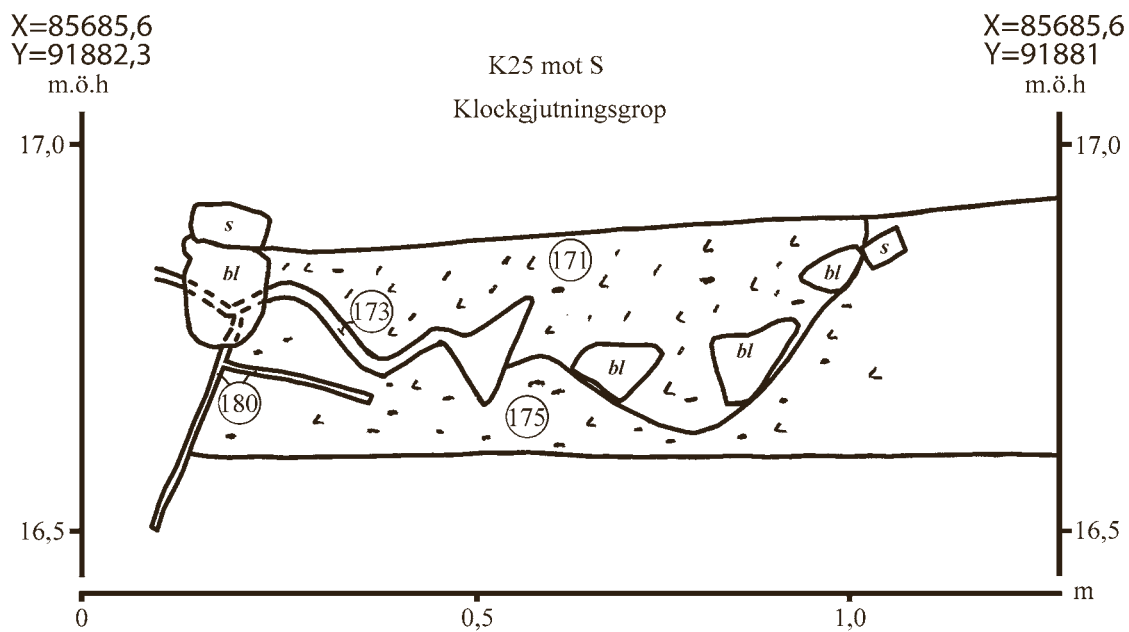 X=85685,6
Y=91882,3
m.ö.h
K25 mot S
Klockgjutningsgrop
X=85685,6
Y=91881
m.ö.h
17,0
17,0
s
bl
171
bl
s
173
bl
bl
180
175
16,5
16,5
m
0
0,5
1,0